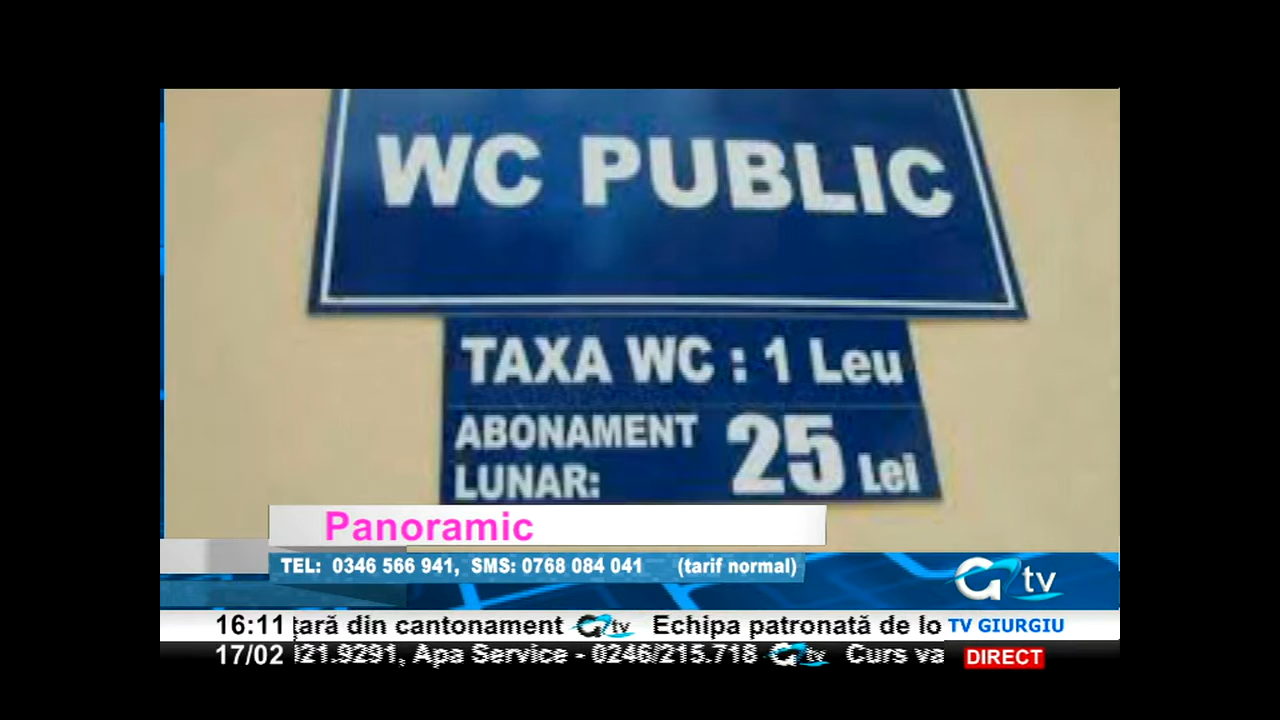 WC PUBLIC
TAXA WC : 1 Leu
ABONAMENT
LUNAR:
25 Lei
Panoramic
TEL: 0346 566 941, SMS: 0768 084 041 (tarif normal)
G tv
16:11 țară din cantonament G tv Echipa patronată de lo TV GIURGIU
17/02 21.9291, Apa Service - 0246/215.718 G tv Curs va DIRECT